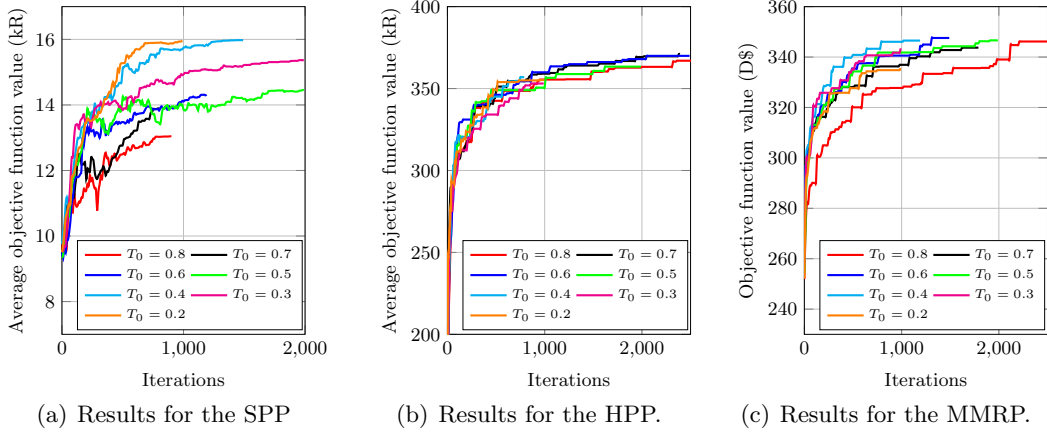 Average objective function value (kR)
16
14
12
10
8
0
1,000
2,000
Iterations
T0 = 0.8
T0 = 0.7
T0 = 0.6
T0 = 0.5
T0 = 0.4
T0 = 0.3
T0 = 0.2
(a) Results for the SPP
Average objective function value (kR)
400
350
300
250
200
0
1,000
2,000
Iterations
T0 = 0.8
T0 = 0.7
T0 = 0.6
T0 = 0.5
T0 = 0.4
T0 = 0.3
T0 = 0.2
(b) Results for the HPP.
Objective function value (D$)
360
340
320
300
280
260
240
0
1,000
2,000
Iterations
T0 = 0.8
T0 = 0.7
T0 = 0.6
T0 = 0.5
T0 = 0.4
T0 = 0.3
T0 = 0.2
(c) Results for the MMRP.